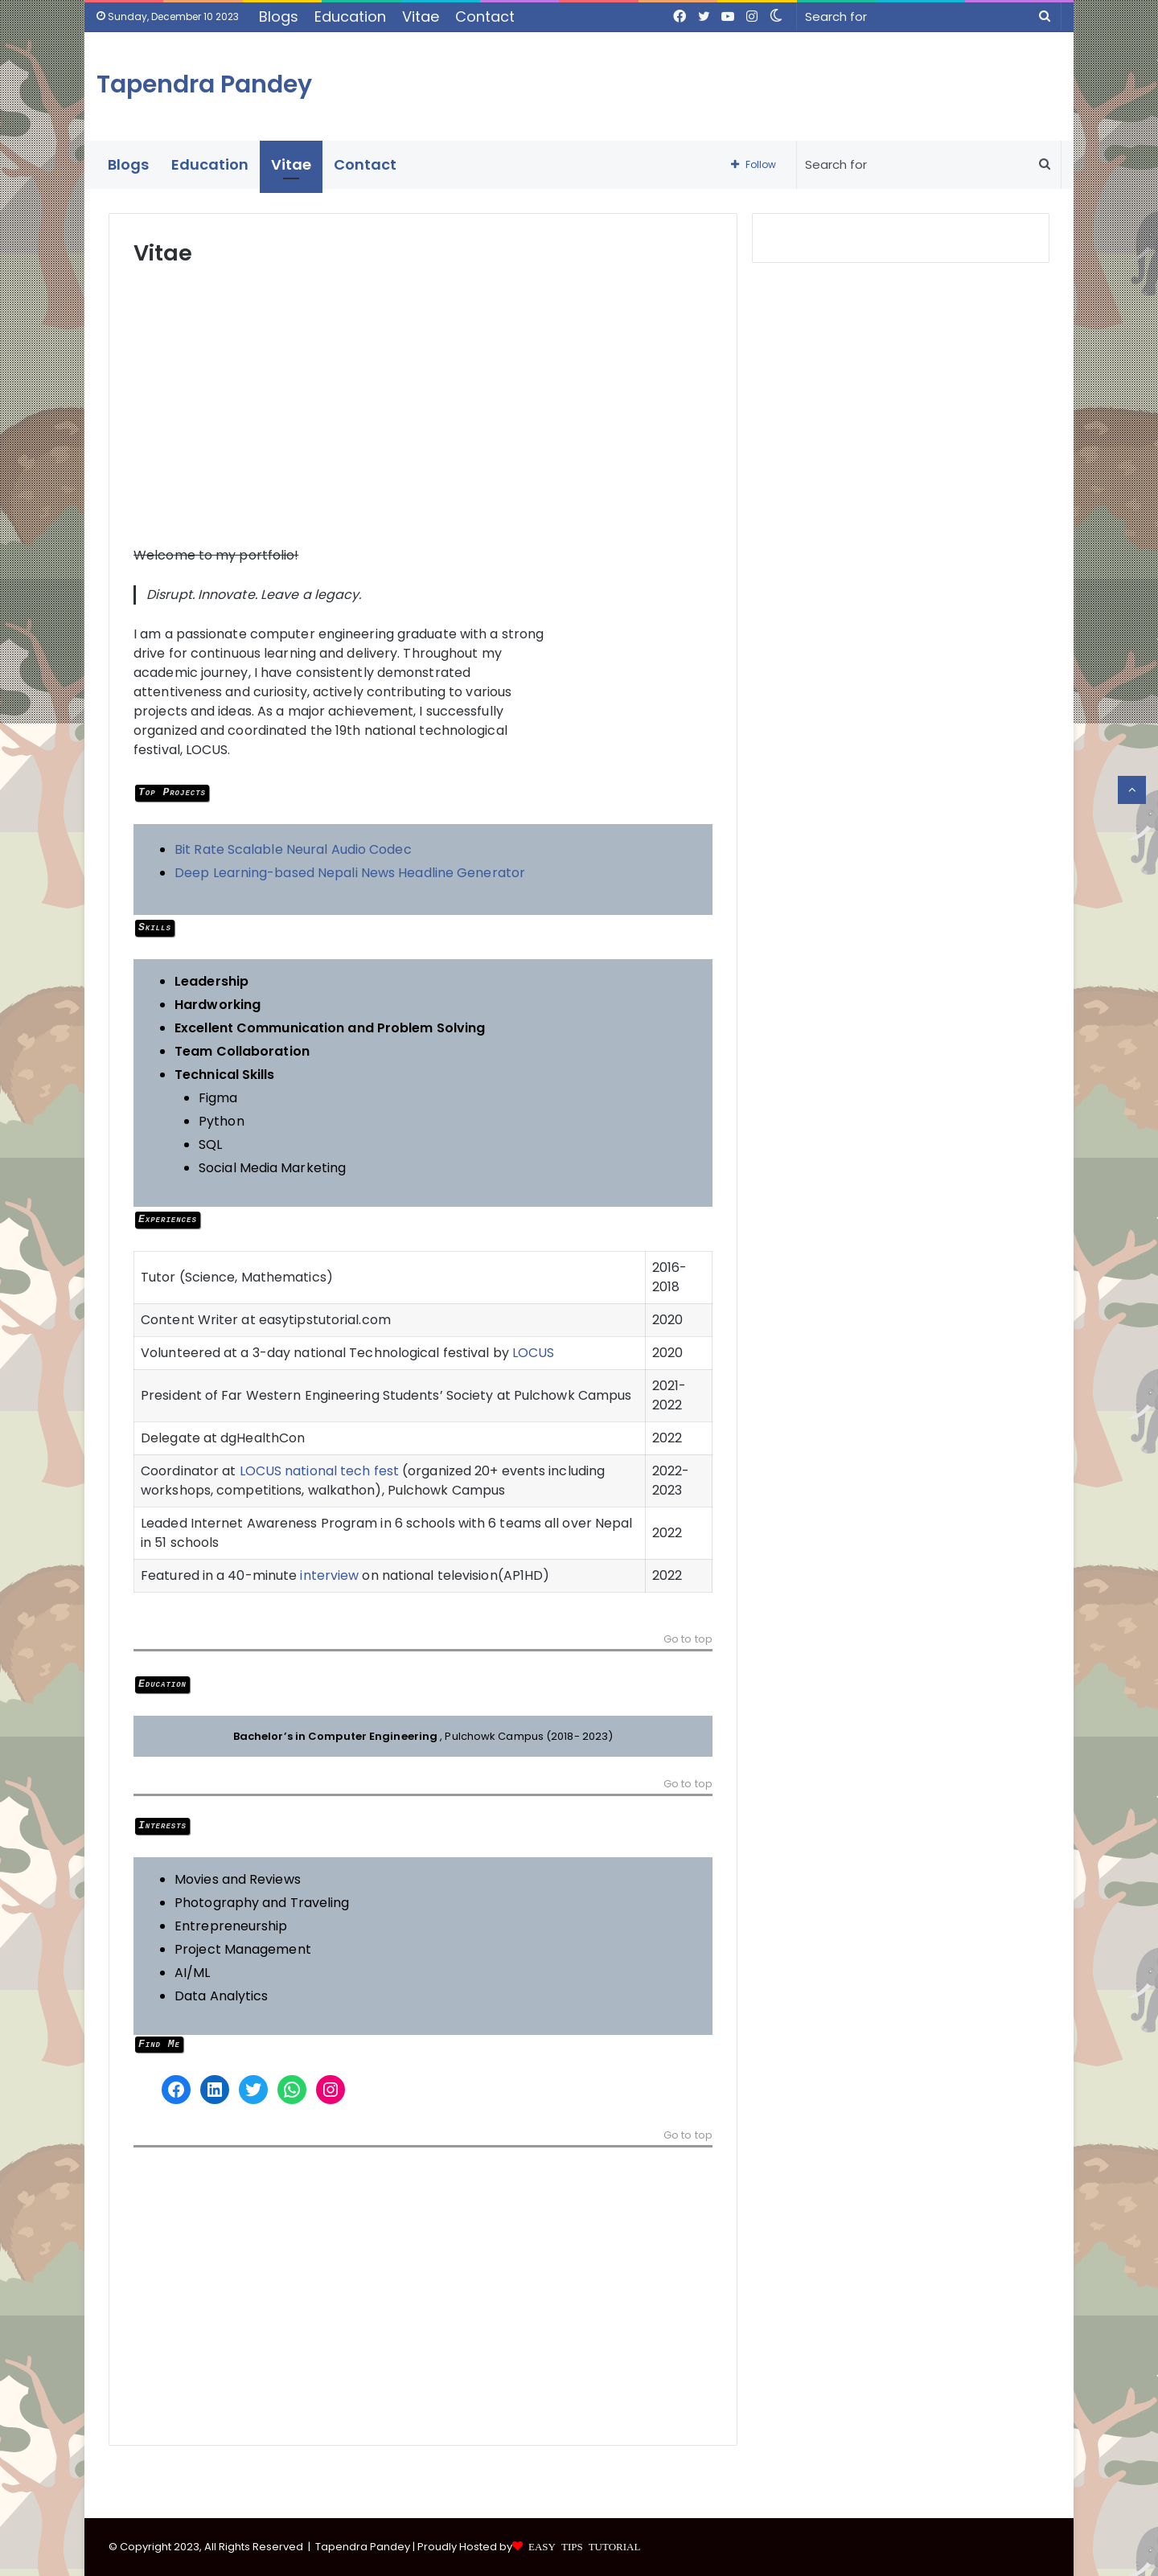 Sunday, December 10 2023 Blogs Education Vitae Contact Search for
Tapendra Pandey
Blogs Education Vitae Contact Follow Search for
Vitae
Welcome to my portfolio!
Disrupt. Innovate. Leave a legacy.
I am a passionate computer engineering graduate with a strong
drive for continuous learning and delivery. Throughout my
academic journey, I have consistently demonstrated
attentiveness and curiosity, actively contributing to various
projects and ideas. As a major achievement, I successfully
organized and coordinated the 19th national technological
festival, LOCUS.
Top Projects
Bit Rate Scalable Neural Audio Codec
Deep Learning-based Nepali News Headline Generator
Skills
Leadership
Hardworking
Excellent Communication and Problem Solving
Team Collaboration
Technical Skills
Figma
Python
SQL
Social Media Marketing
Experiences
Tutor (Science, Mathematics) 2016-
2018
Content Writer at easytipstutorial.com 2020
Volunteered at a 3-day national Technological festival by LOCUS 2020
President of Far Western Engineering Students’ Society at Pulchowk Campus 2021-
2022
Delegate at dgHealthCon 2022
Coordinator at LOCUS national tech fest (organized 20+ events including 2022-
workshops, competitions, walkathon), Pulchowk Campus 2023
Leaded Internet Awareness Program in 6 schools with 6 teams all over Nepal
in 51 schools 2022
Featured in a 40-minute interview on national television(AP1HD) 2022
Go to top
Education
Bachelor’s in Computer Engineering , Pulchowk Campus (2018- 2023)
Go to top
Interests
Movies and Reviews
Photography and Traveling
Entrepreneurship
Project Management
AI/ML
Data Analytics
Find Me
Go to top
© Copyright 2023, All Rights Reserved | Tapendra Pandey | Proudly Hosted by EASY TIPS TUTORIAL